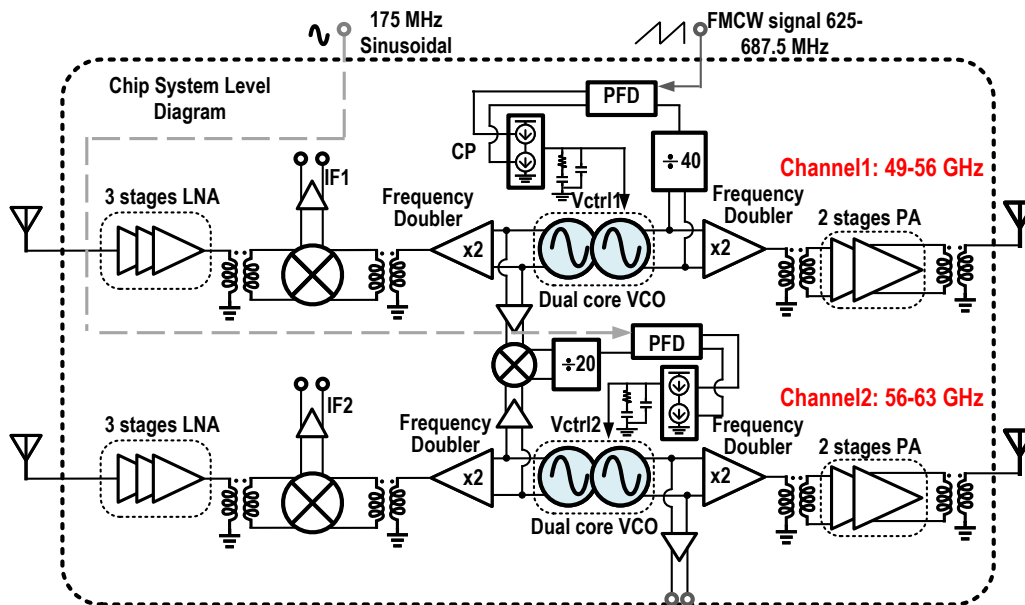 175 MHz
Sinusoidal
FMCW signal 625-
687.5 MHz
Chip System Level
Diagram
PFD
CP
÷40
Channel1: 49-56 GHz
IF1
3 stages LNA
Frequency
Doubler
Vctrl1
Frequency
Doubler
2 stages PA
x2
x2
Dual core VCO
÷20
PFD
Channel2: 56-63 GHz
IF2
3 stages LNA
Frequency
Doubler
Vctrl2
Frequency
Doubler
2 stages PA
x2
x2
Dual core VCO